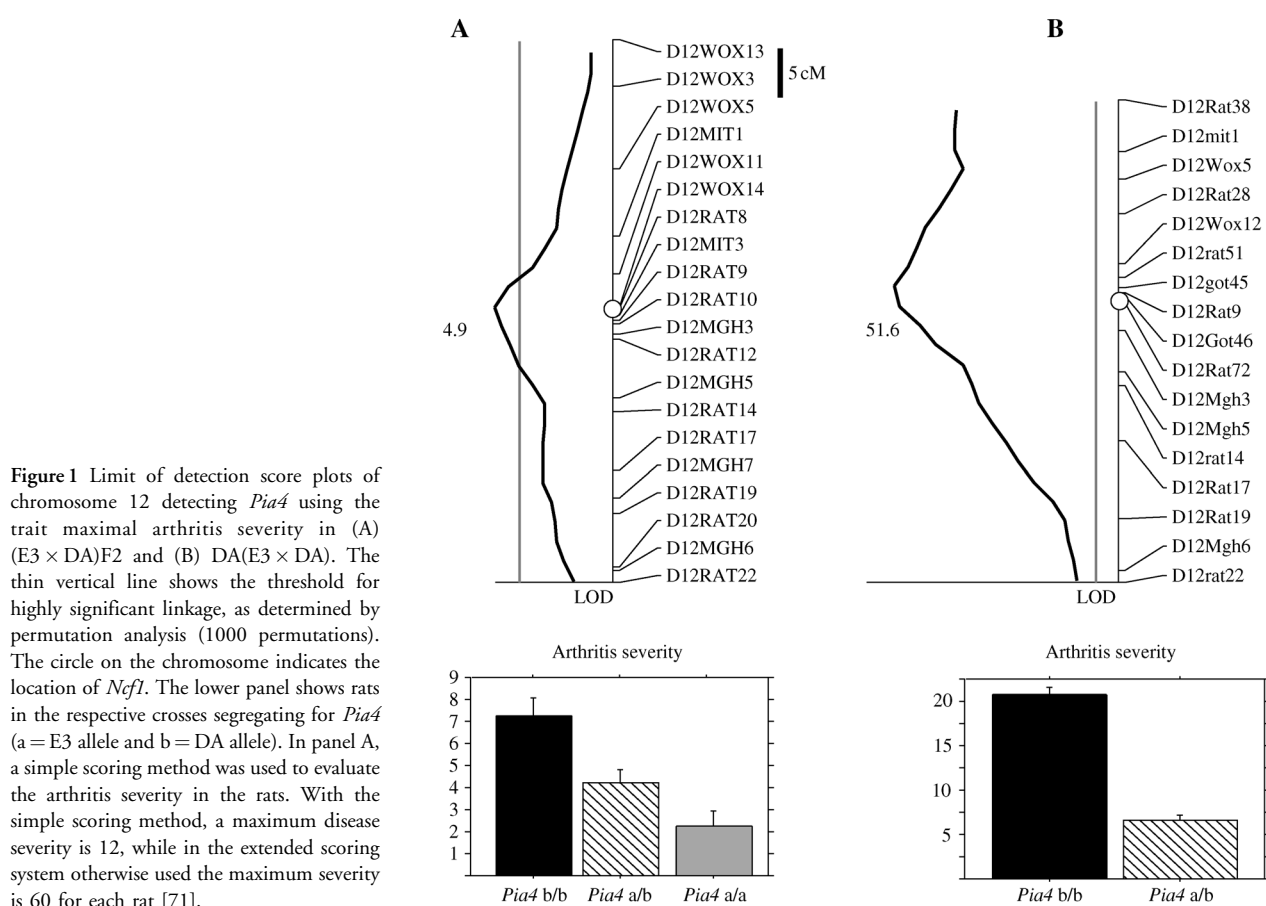 A
D12WOX13
D12WOX3
D12WOX5
D12MIT1
D12WOX11
D12WOX14
D12RAT8
D12MIT3
D12RAT9
D12RAT10
D12MGH3
D12RAT12
D12MGH5
D12RAT14
D12RAT17
D12MGH7
D12RAT19
D12RAT20
D12MGH6
D12RAT22
5 cM
4.9
LOD
B
D12Rat38
D12mit1
D12Wox5
D12Rat28
D12Wox12
D12rat51
D12got45
D12Rat9
D12Got46
D12Rat72
D12Mgh3
D12Mgh5
D12rat14
D12Rat17
D12Rat19
D12Mgh6
D12rat22
51.6
LOD
Arthritis severity
9
8
7
6
5
4
3
2
1
Pia4 b/b Pia4 a/b Pia4 a/a
Arthritis severity
20
15
10
5
Pia4 b/b Pia4 a/b
Figure 1 Limit of detection score plots of
chromosome 12 detecting Pia4 using the
trait maximal arthritis severity in (A)
(E3 × DA)F2 and (B) DA(E3 × DA). The
thin vertical line shows the threshold for
highly significant linkage, as determined by
permutation analysis (1000 permutations).
The circle on the chromosome indicates the
location of Ncf1. The lower panel shows rats
in the respective crosses segregating for Pia4
(a = E3 allele and b = DA allele). In panel A,
a simple scoring method was used to evaluate
the arthritis severity in the rats. With the
simple scoring method, a maximum disease
severity is 12, while in the extended scoring
system otherwise used the maximum severity
is 60 for each rat [71].